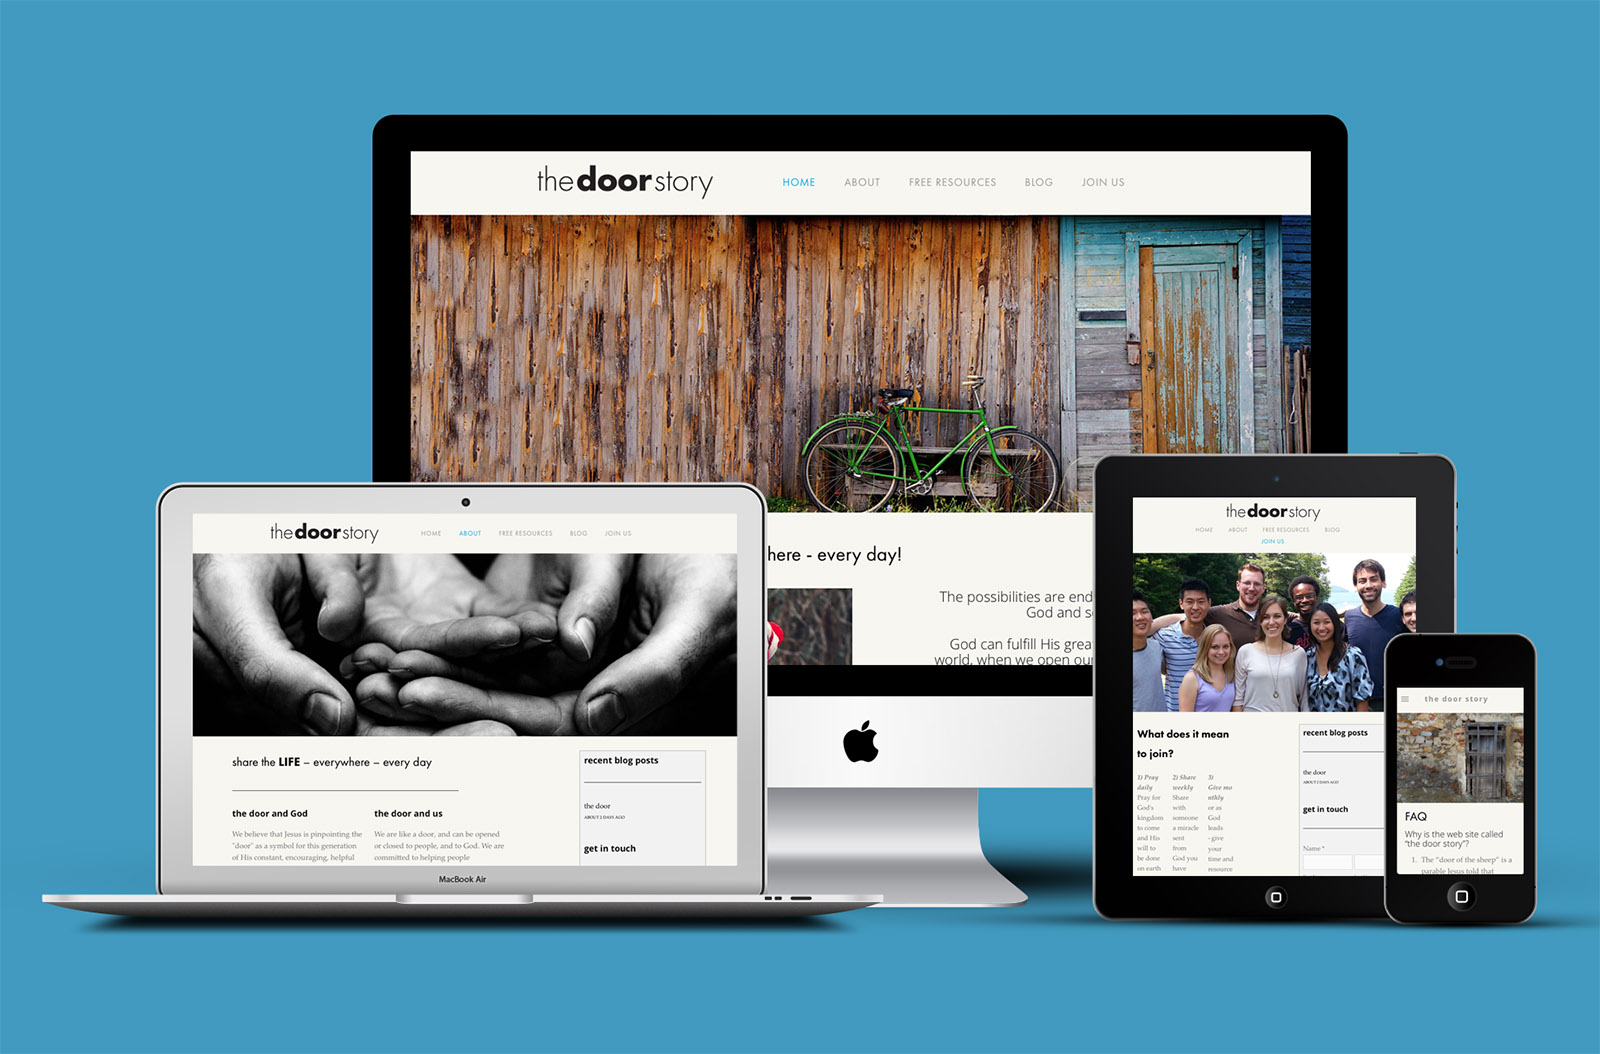 the door story
HOME ABOUT FREE RESOURCES BLOG JOIN US
here - every day!
The possibilities are end
God and s
God can fulfill His grea
world, when we open our
the door story
HOME ABOUT FREE RESOURCES BLOG JOIN US
share the LIFE – everywhere – every day
the door and God
We believe that Jesus is pinpointing the
"door" as a symbol for this generation
of His constant, encouraging, helpful
the door and us
We are like a door, and can be opened
or closed to people, and to God. We are
committed to helping people
recent blog posts
the door
ABOUT 2 DAYS AGO
get in touch
MacBook Air
the door story
HOME ABOUT FREE RESOURCES BLOG
JOIN US
What does it mean
to join?
1) Pray
daily
Pray for
God's
kingdom
to come
and His
will to
be done
on earth
2) Share
weekly
Share
with
someone
a miracle
sent
from
God you
have
3)
Give mo
nthly
or as
God
leads
- give
your
time and
resource
recent blog posts
the door
ABOUT 2 DAYS AGO
get in touch
Name *
the door story
FAQ
Why is the web site called
"the door story"?
1. The "door of the sheep" is a
parable Jesus told that